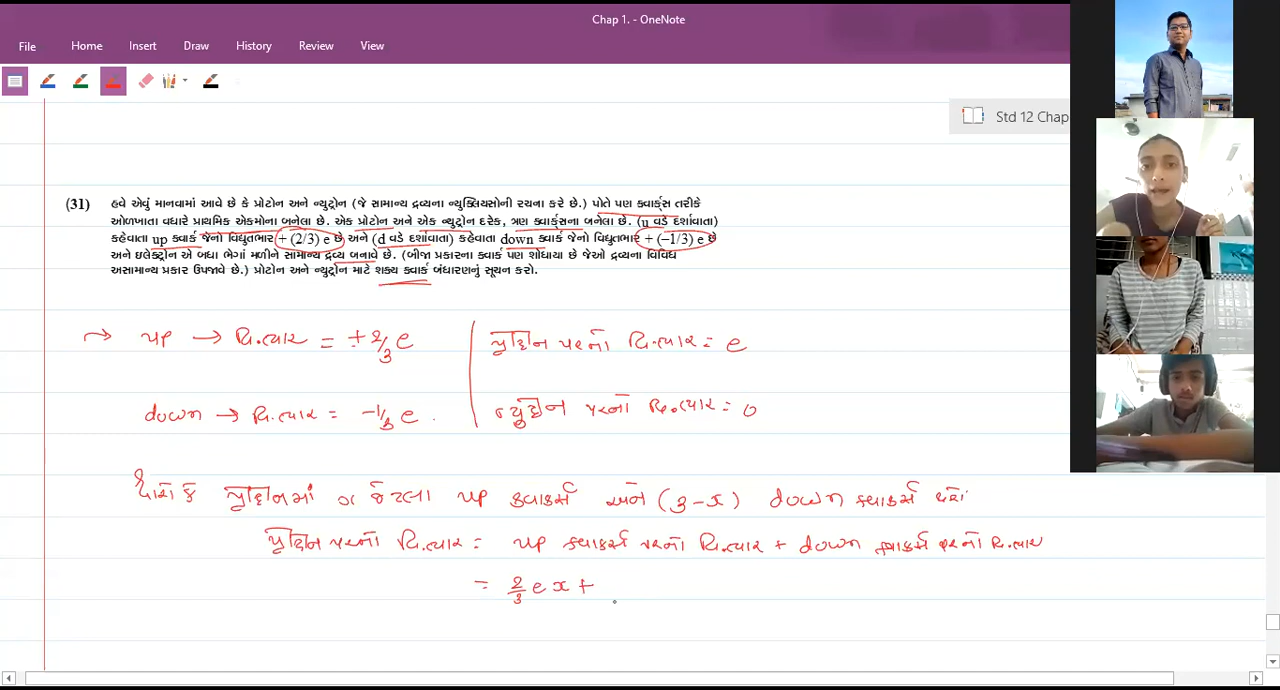 Chap 1. - OneNote
File Home Insert Draw History Review View
Std 12 Chap
(31) હવે એવું માનવામાં આવે છે કે પ્રોટોન અને ન્યુટ્રોન (જે સામાન્ય દ્રવ્યના ન્યુક્લિયસોની રચના કરે છે.) પોતે પણ ક્વાર્ક્સ તરીકે
ઓળખાતા વધારે પ્રાથમિક એકમોના બનેલા છે. એક પ્રોટોન અને એક ન્યુટ્રોન દરેક, ત્રણ ક્વાર્ક્સના બનેલા છે. (u વડે દર્શાવાતા)
કહેવાતા up ક્વાર્ક જેનો વિદ્યુતભાર + (2/3) e છે અને (d વડે દર્શાવાતા) કહેવાતા down ક્વાર્ક જેનો વિદ્યુતભાર + (−1/3) e છે
અને ઇલેક્ટ્રોન એ બધા ભેગાં મળીને સામાન્ય દ્રવ્ય બનાવે છે. (બીજા પ્રકારના ક્વાર્ક પણ શોધાયા છે જેઓ દ્રવ્યના વિવિધ
અસામાન્ય પ્રકાર ઉપજાવે છે.) પ્રોટોન અને ન્યુટ્રોન માટે શક્ય ક્વાર્ક બંધારણનું સૂચન કરો.
→ up → વિ.ભાર = + 2/3 e
પ્રોટોન પરનો વિ.ભાર = e
down → વિ.ભાર = -1/3 e.
ન્યુટ્રોન પરનો વિ.ભાર = 0
ધારો કે પ્રોટોનમાં x જેટલા up ક્વાર્ક્સ અને (3-x) down ક્વાર્ક્સ
પ્રોટોન પરનો વિ.ભાર = up ક્વાર્ક્સ પરનો વિ.ભાર + down ક્વાર્ક્સ પરનો વિ.ભાર
= 2/3 e x +